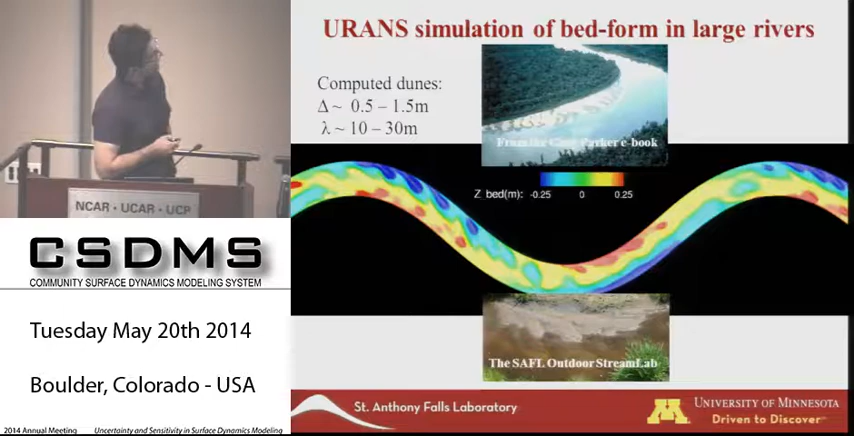 URANS simulation of bed-form in large rivers
Computed dunes:
Δ ~ 0.5 – 1.5m
λ ~ 10 – 30m
Parker e-book
Z bed(m): -0.25 0 0.25
The SAFL Outdoor StreamLab
St. Anthony Falls Laboratory
UNIVERSITY OF MINNESOTA
Driven to Discover
NCAR • UCAR • UCP
CSDMS
COMMUNITY SURFACE DYNAMICS MODELING SYSTEM
Tuesday May 20th 2014
Boulder, Colorado - USA
2014 Annual Meeting Uncertainty and Sensitivity in Surface Dynamics Modeling